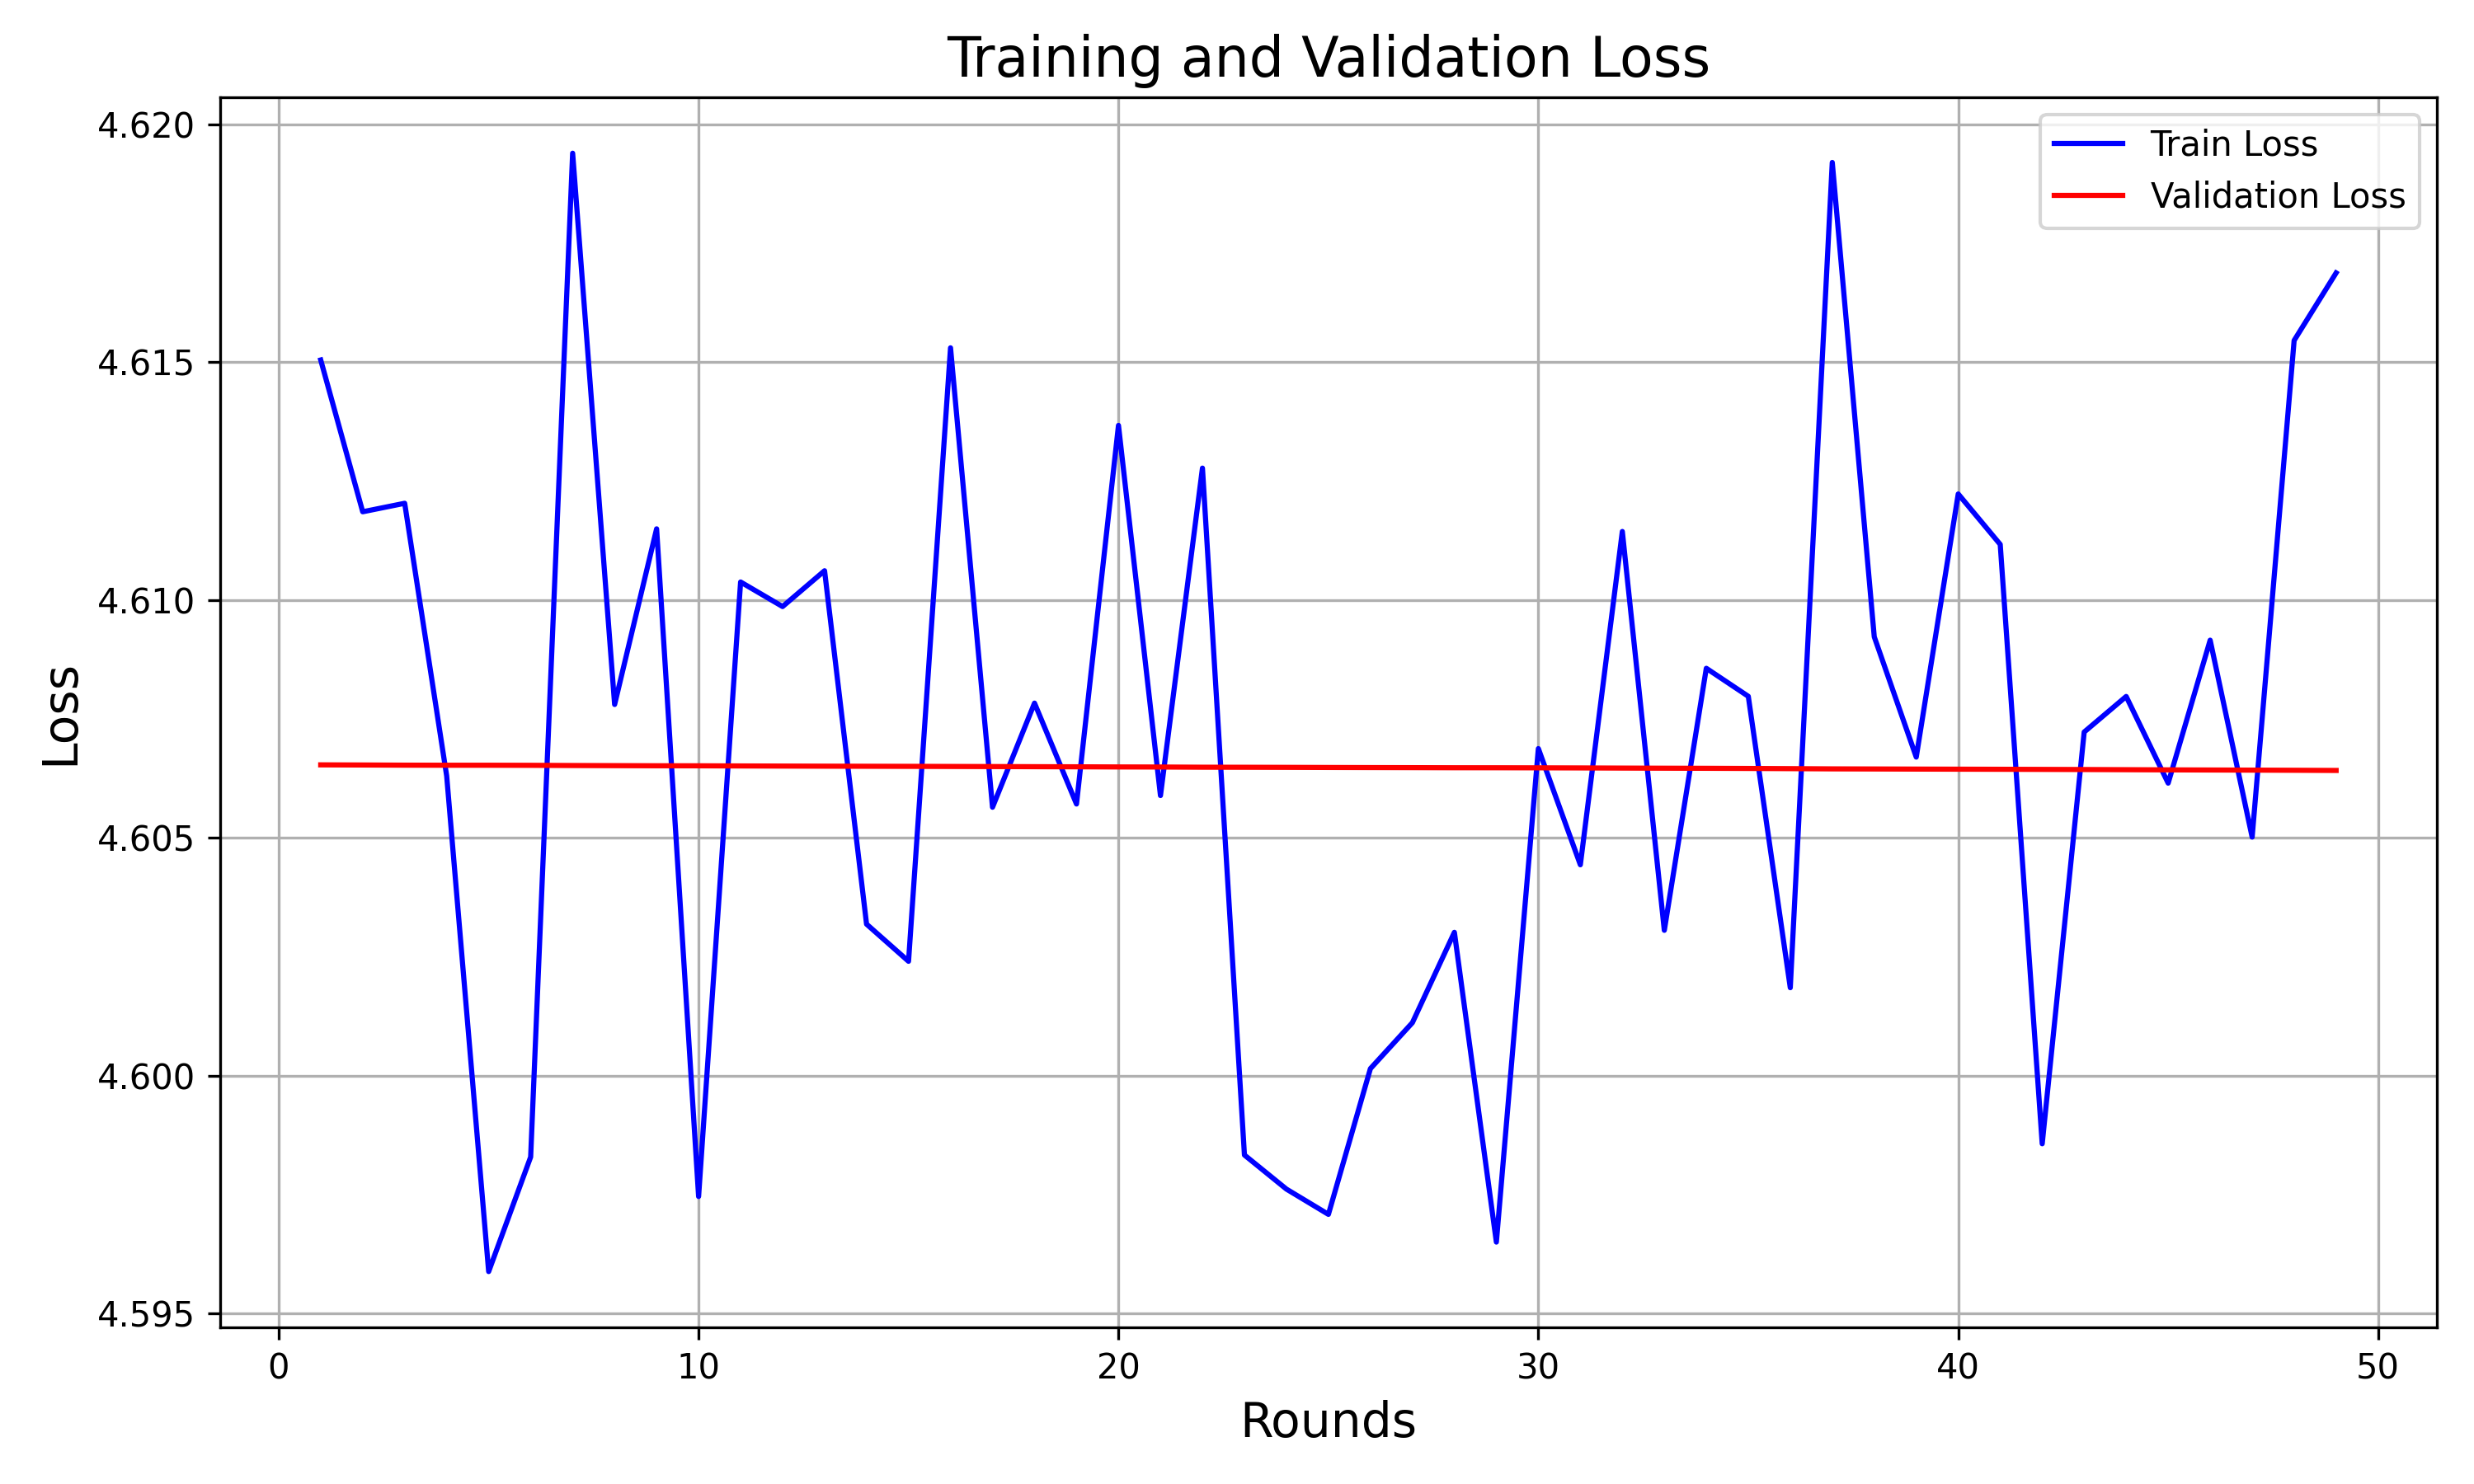 Training and Validation Loss
Train Loss
Validation Loss
4.620
4.615
4.610
4.605
4.600
4.595
Loss
0 10 20 30 40 50
Rounds